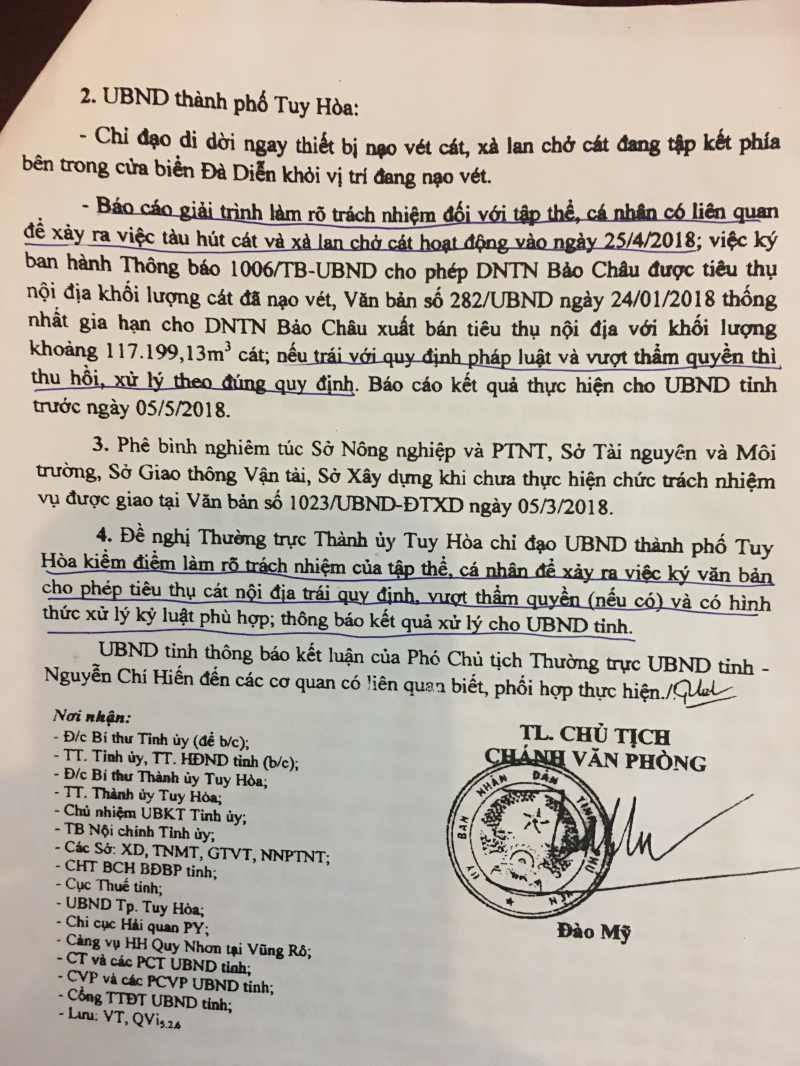 2. UBND thành phố Tuy Hòa:
- Chỉ đạo di dời ngay thiết bị nạo vét cát, xà lan chở cát đang tập kết phía
bên trong cửa biển Đà Diễn khỏi vị trí đang nạo vét.
- Báo cáo giải trình làm rõ trách nhiệm đối với tập thể, cá nhân có liên quan
để xảy ra việc tàu hút cát và xà lan chở cát hoạt động vào ngày 25/4/2018; việc ký
ban hành Thông báo 1006/TB-UBND cho phép DNTN Bảo Châu được tiêu thụ
nội địa khối lượng cát đã nạo vét, Văn bản số 282/UBND ngày 24/01/2018 thống
nhất gia hạn cho DNTN Bảo Châu xuất bán tiêu thụ nội địa với khối lượng
khoảng 117.199,13m³ cát; nếu trái với quy định pháp luật và vượt thẩm quyền thì
thu hồi, xử lý theo đúng quy định. Báo cáo kết quả thực hiện cho UBND tỉnh
trước ngày 05/5/2018.
3. Phê bình nghiêm túc Sở Nông nghiệp và PTNT, Sở Tài nguyên và Môi
trường, Sở Giao thông Vận tải, Sở Xây dựng khi chưa thực hiện chức trách nhiệm
vụ được giao tại Văn bản số 1023/UBND-ĐTXD ngày 05/3/2018.
4. Đề nghị Thường trực Thành ủy Tuy Hòa chỉ đạo UBND thành phố Tuy
Hòa kiểm điểm làm rõ trách nhiệm của tập thể, cá nhân để xảy ra việc ký văn bản
cho phép tiêu thụ cát nội địa trái quy định, vượt thẩm quyền (nếu có) và có hình
thức xử lý kỷ luật phù hợp; thông báo kết quả xử lý cho UBND tỉnh.
UBND tỉnh thông báo kết luận của Phó Chủ tịch Thường trực UBND tỉnh -
Nguyễn Chí Hiến đến các cơ quan có liên quan biết, phối hợp thực hiện./.
Nơi nhận:
- Đ/c Bí thư Tỉnh ủy (để b/c);
- TT. Tỉnh ủy, TT. HĐND tỉnh (b/c);
- Đ/c Bí thư Thành ủy Tuy Hòa;
- TT. Thành ủy Tuy Hòa;
- Chủ nhiệm UBKT Tỉnh ủy;
- TB Nội chính Tỉnh ủy;
- Các Sở: XD, TNMT, GTVT, NNPTNT;
- CHT BCH BĐBP tỉnh;
- Cục Thuế tỉnh;
- UBND Tp. Tuy Hòa;
- Chi cục Hải quan PY;
- Cảng vụ HH Quy Nhơn tại Vũng Rô;
- CT và các PCT UBND tỉnh;
- CVP và các PCVP UBND tỉnh;
- Cổng TTĐT UBND tỉnh;
- Lưu: VT, QVi5.2.6
TL. CHỦ TỊCH
CHÁNH VĂN PHÒNG
ỦY BAN NHÂN DÂN TỈNH PHÚ YÊN
Đào Mỹ